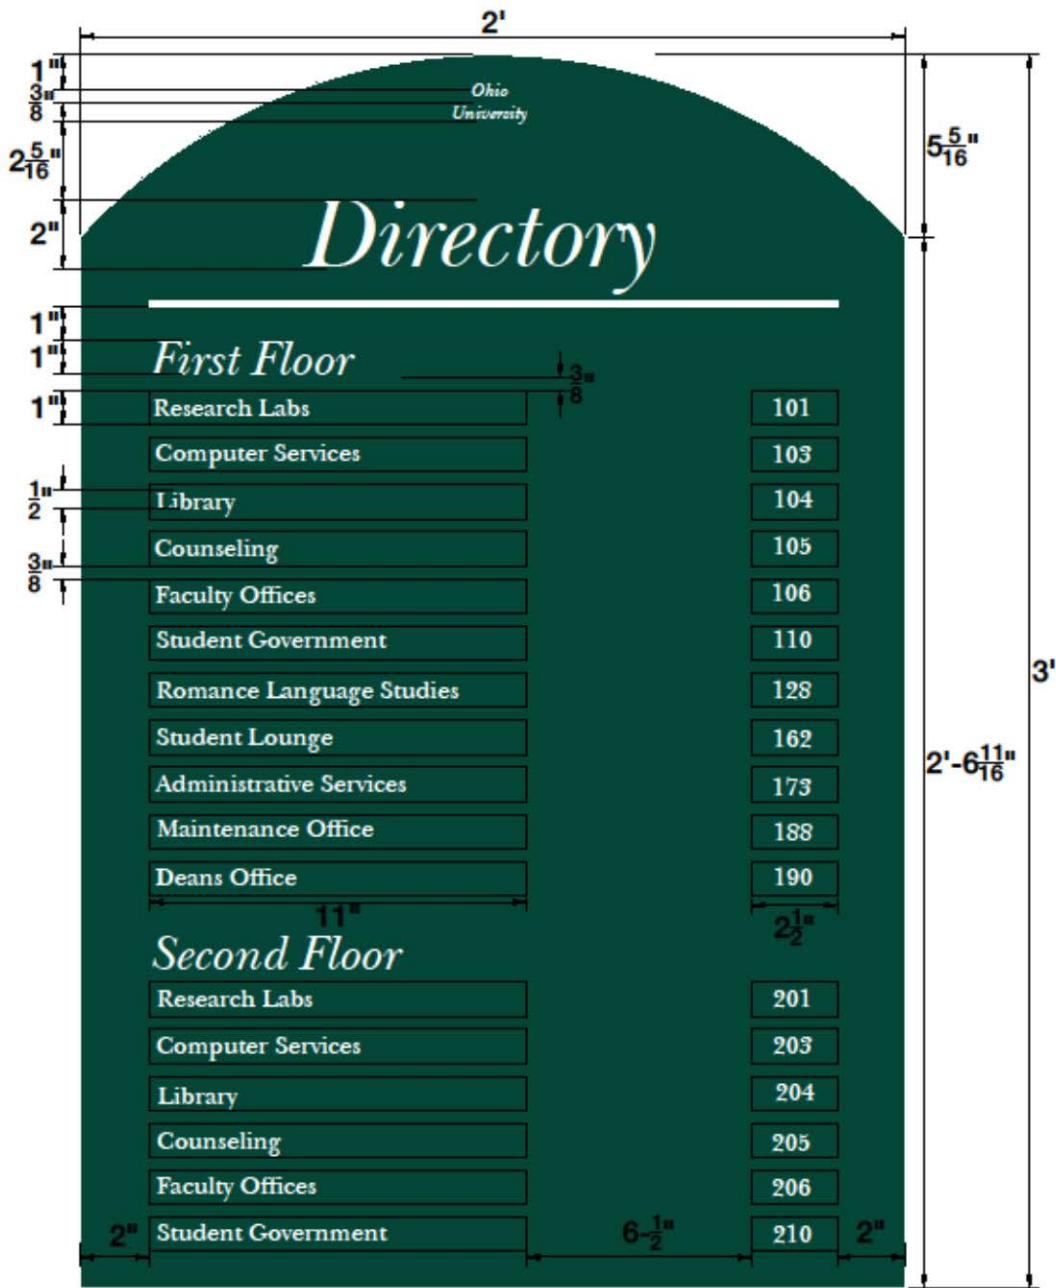 2'
1"
3/8"
Ohio
University
5 5/16"
2 5/16"
2"
Directory
1"
First Floor
1"
3/8"
1"
Research Labs 101
Computer Services 103
1/2"
Library 104
Counseling 105
3/8"
Faculty Offices 106
Student Government 110
3'
Romance Language Studies 128
Student Lounge 162
2'-6 11/16"
Administrative Services 173
Maintenance Office 188
Deans Office 190
11"
2 1/2"
Second Floor
Research Labs 201
Computer Services 203
Library 204
Counseling 205
Faculty Offices 206
2" Student Government 6-1/2" 210 2"